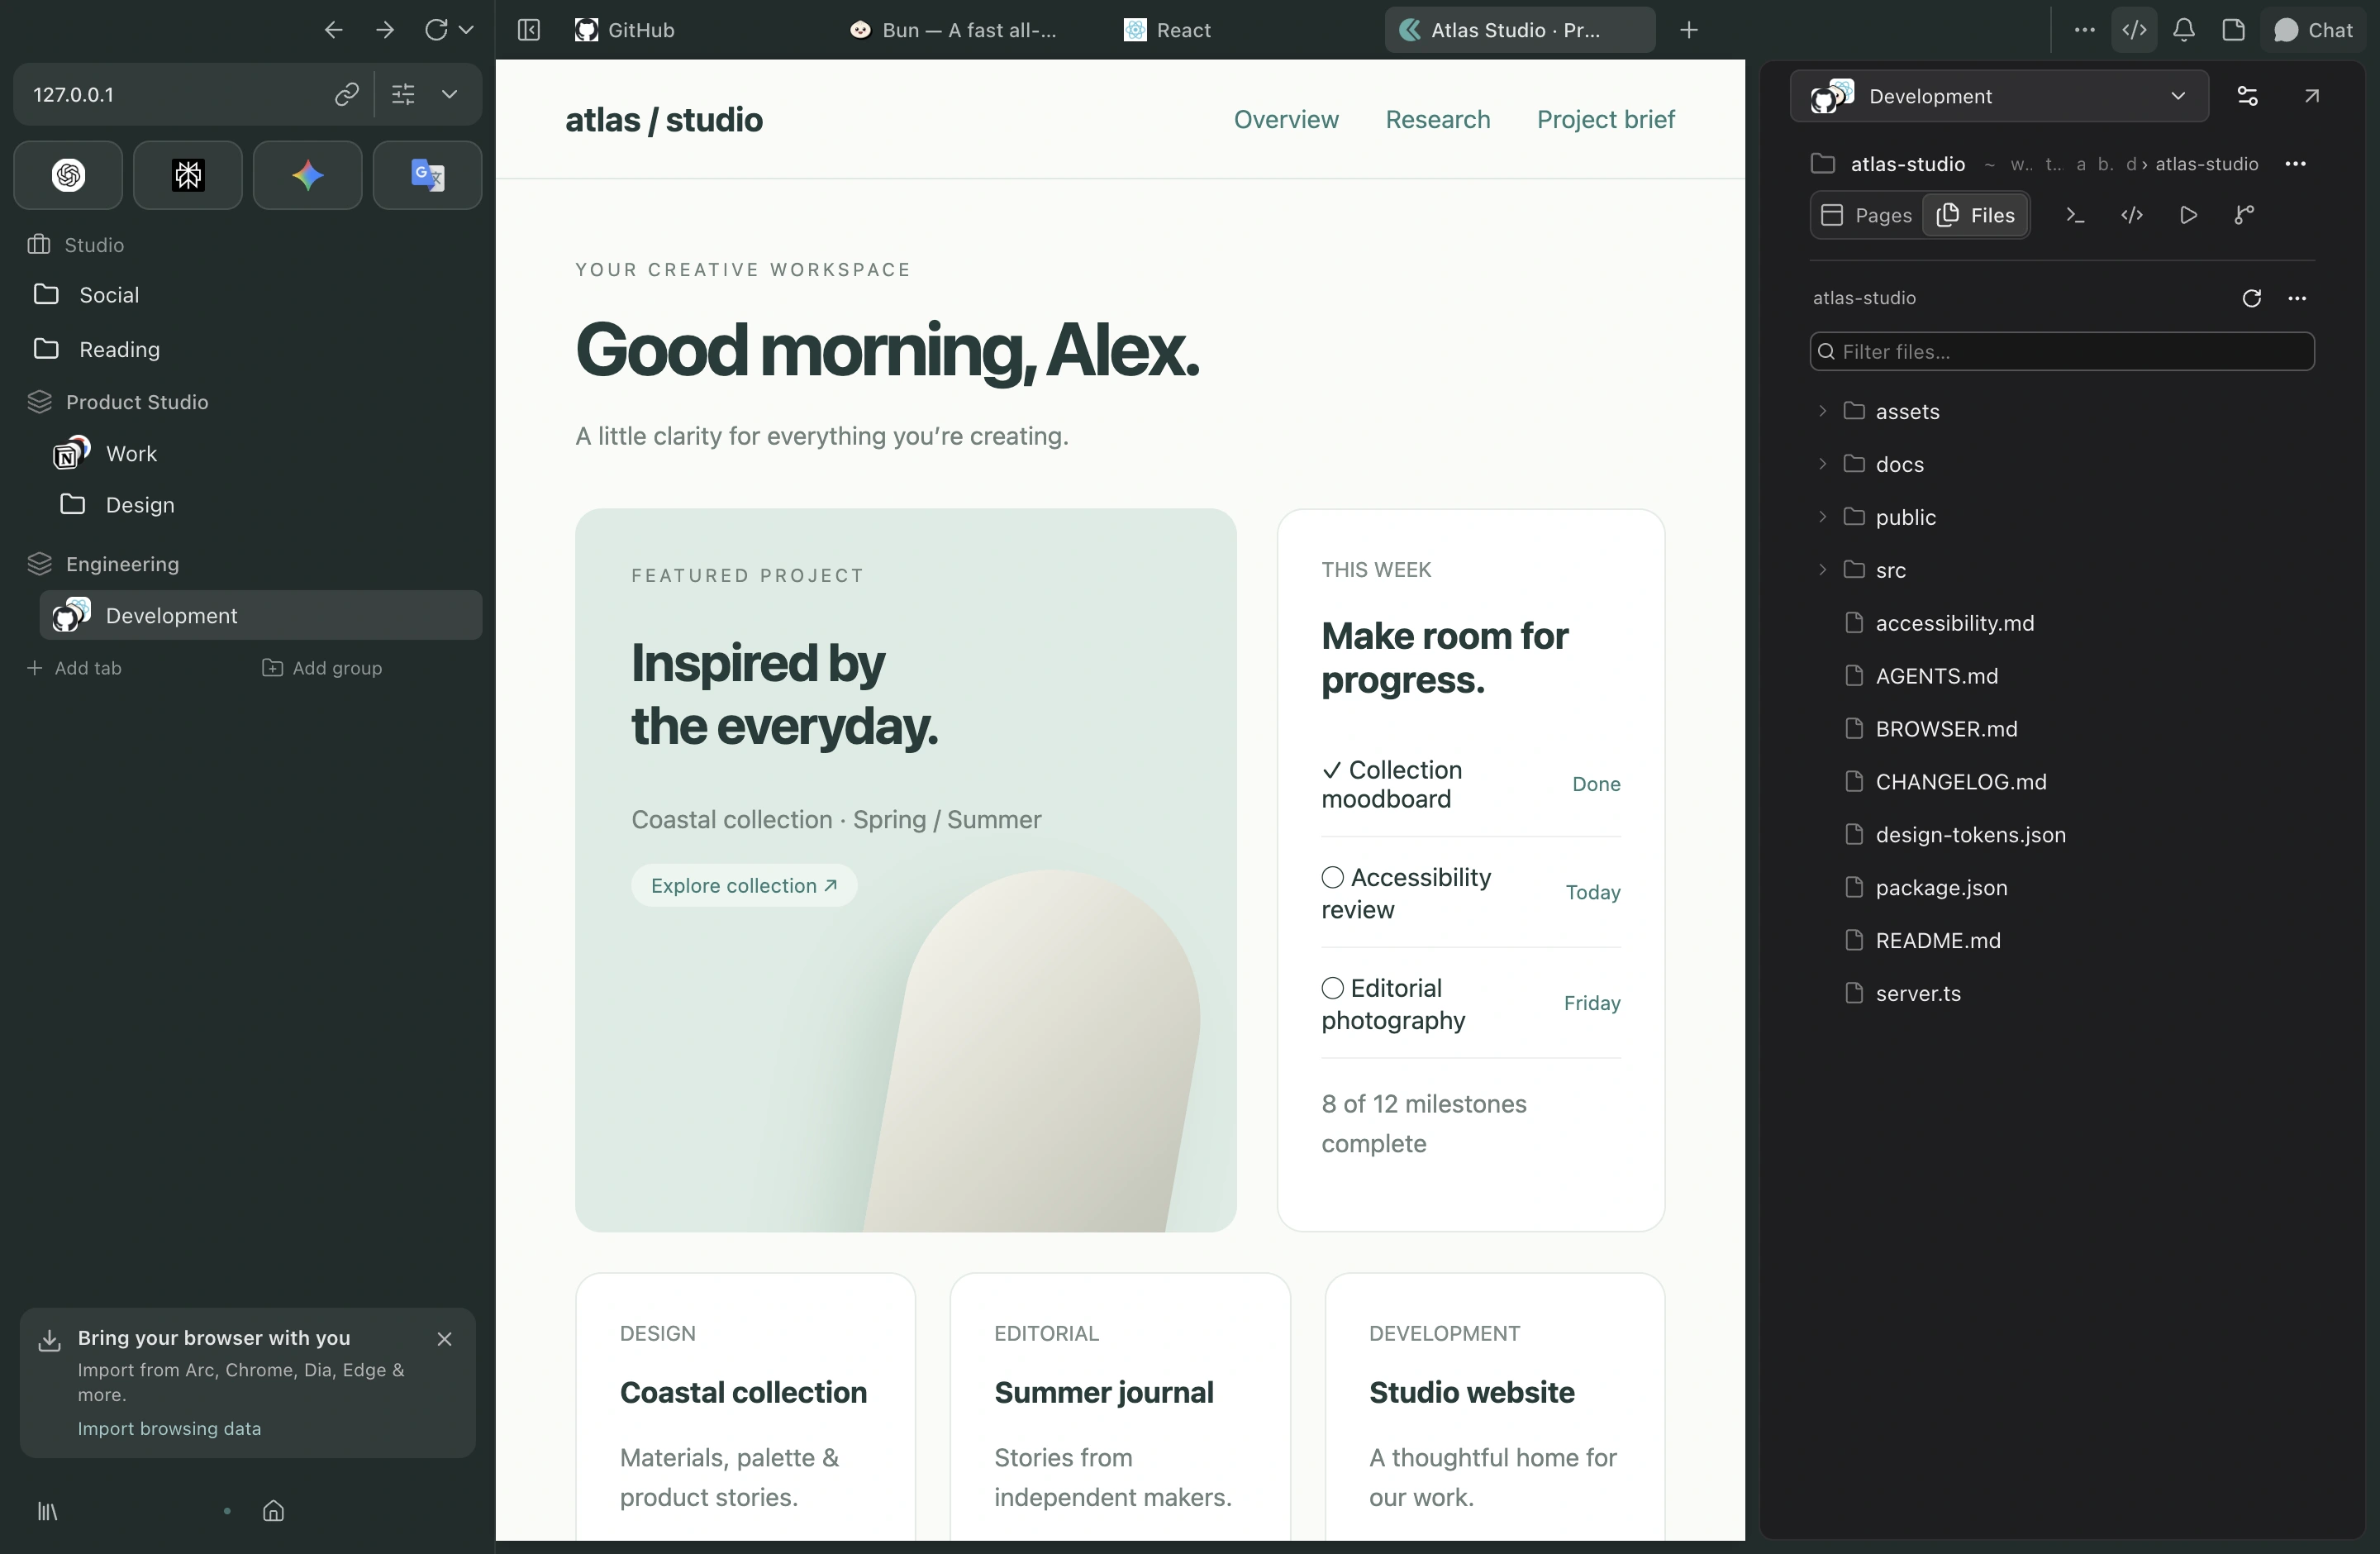 GitHub
Bun — A fast all-...
React
Atlas Studio · Pr...
Chat
127.0.0.1
Studio
Social
Reading
Product Studio
Work
Design
Engineering
Development
Add tab
Add group
Bring your browser with you
Import from Arc, Chrome, Dia, Edge &
more.
Import browsing data
atlas / studio
Overview
Research
Project brief
YOUR CREATIVE WORKSPACE
Good morning, Alex.
A little clarity for everything you’re creating.
FEATURED PROJECT
Inspired by
the everyday.
Coastal collection · Spring / Summer
Explore collection ↗
THIS WEEK
Make room for
progress.
✓ Collection
moodboard
Done
○ Accessibility
review
Today
○ Editorial
photography
Friday
8 of 12 milestones
complete
DESIGN
Coastal collection
Materials, palette &
product stories.
EDITORIAL
Summer journal
Stories from
independent makers.
DEVELOPMENT
Studio website
A thoughtful home for
our work.
Development
atlas-studio ~ w.. t... a b. d › atlas-studio
Pages
Files
atlas-studio
Filter files...
assets
docs
public
src
accessibility.md
AGENTS.md
BROWSER.md
CHANGELOG.md
design-tokens.json
package.json
README.md
server.ts